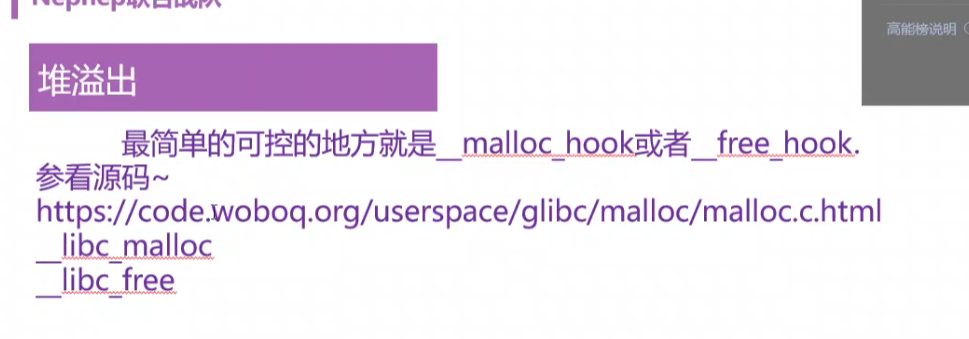 Nepnep联合战队
高能榜说明
堆溢出
最简单的可控的地方就是__malloc_hook或者__free_hook.
参看源码~
https://code.woboq.org/userspace/glibc/malloc/malloc.c.html
__libc_malloc
__libc_free